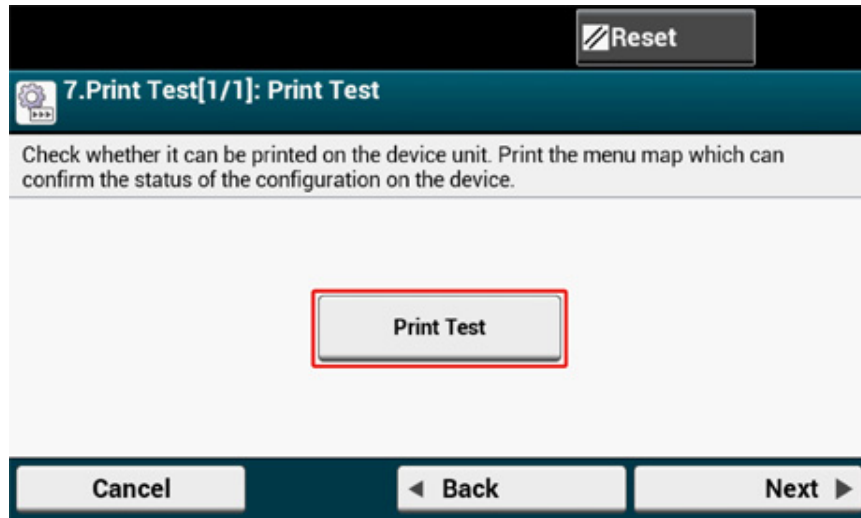 Reset
7.Print Test[1/1]: Print Test
Check whether it can be printed on the device unit. Print the menu map which can
confirm the status of the configuration on the device.
Print Test
Cancel
Back
Next